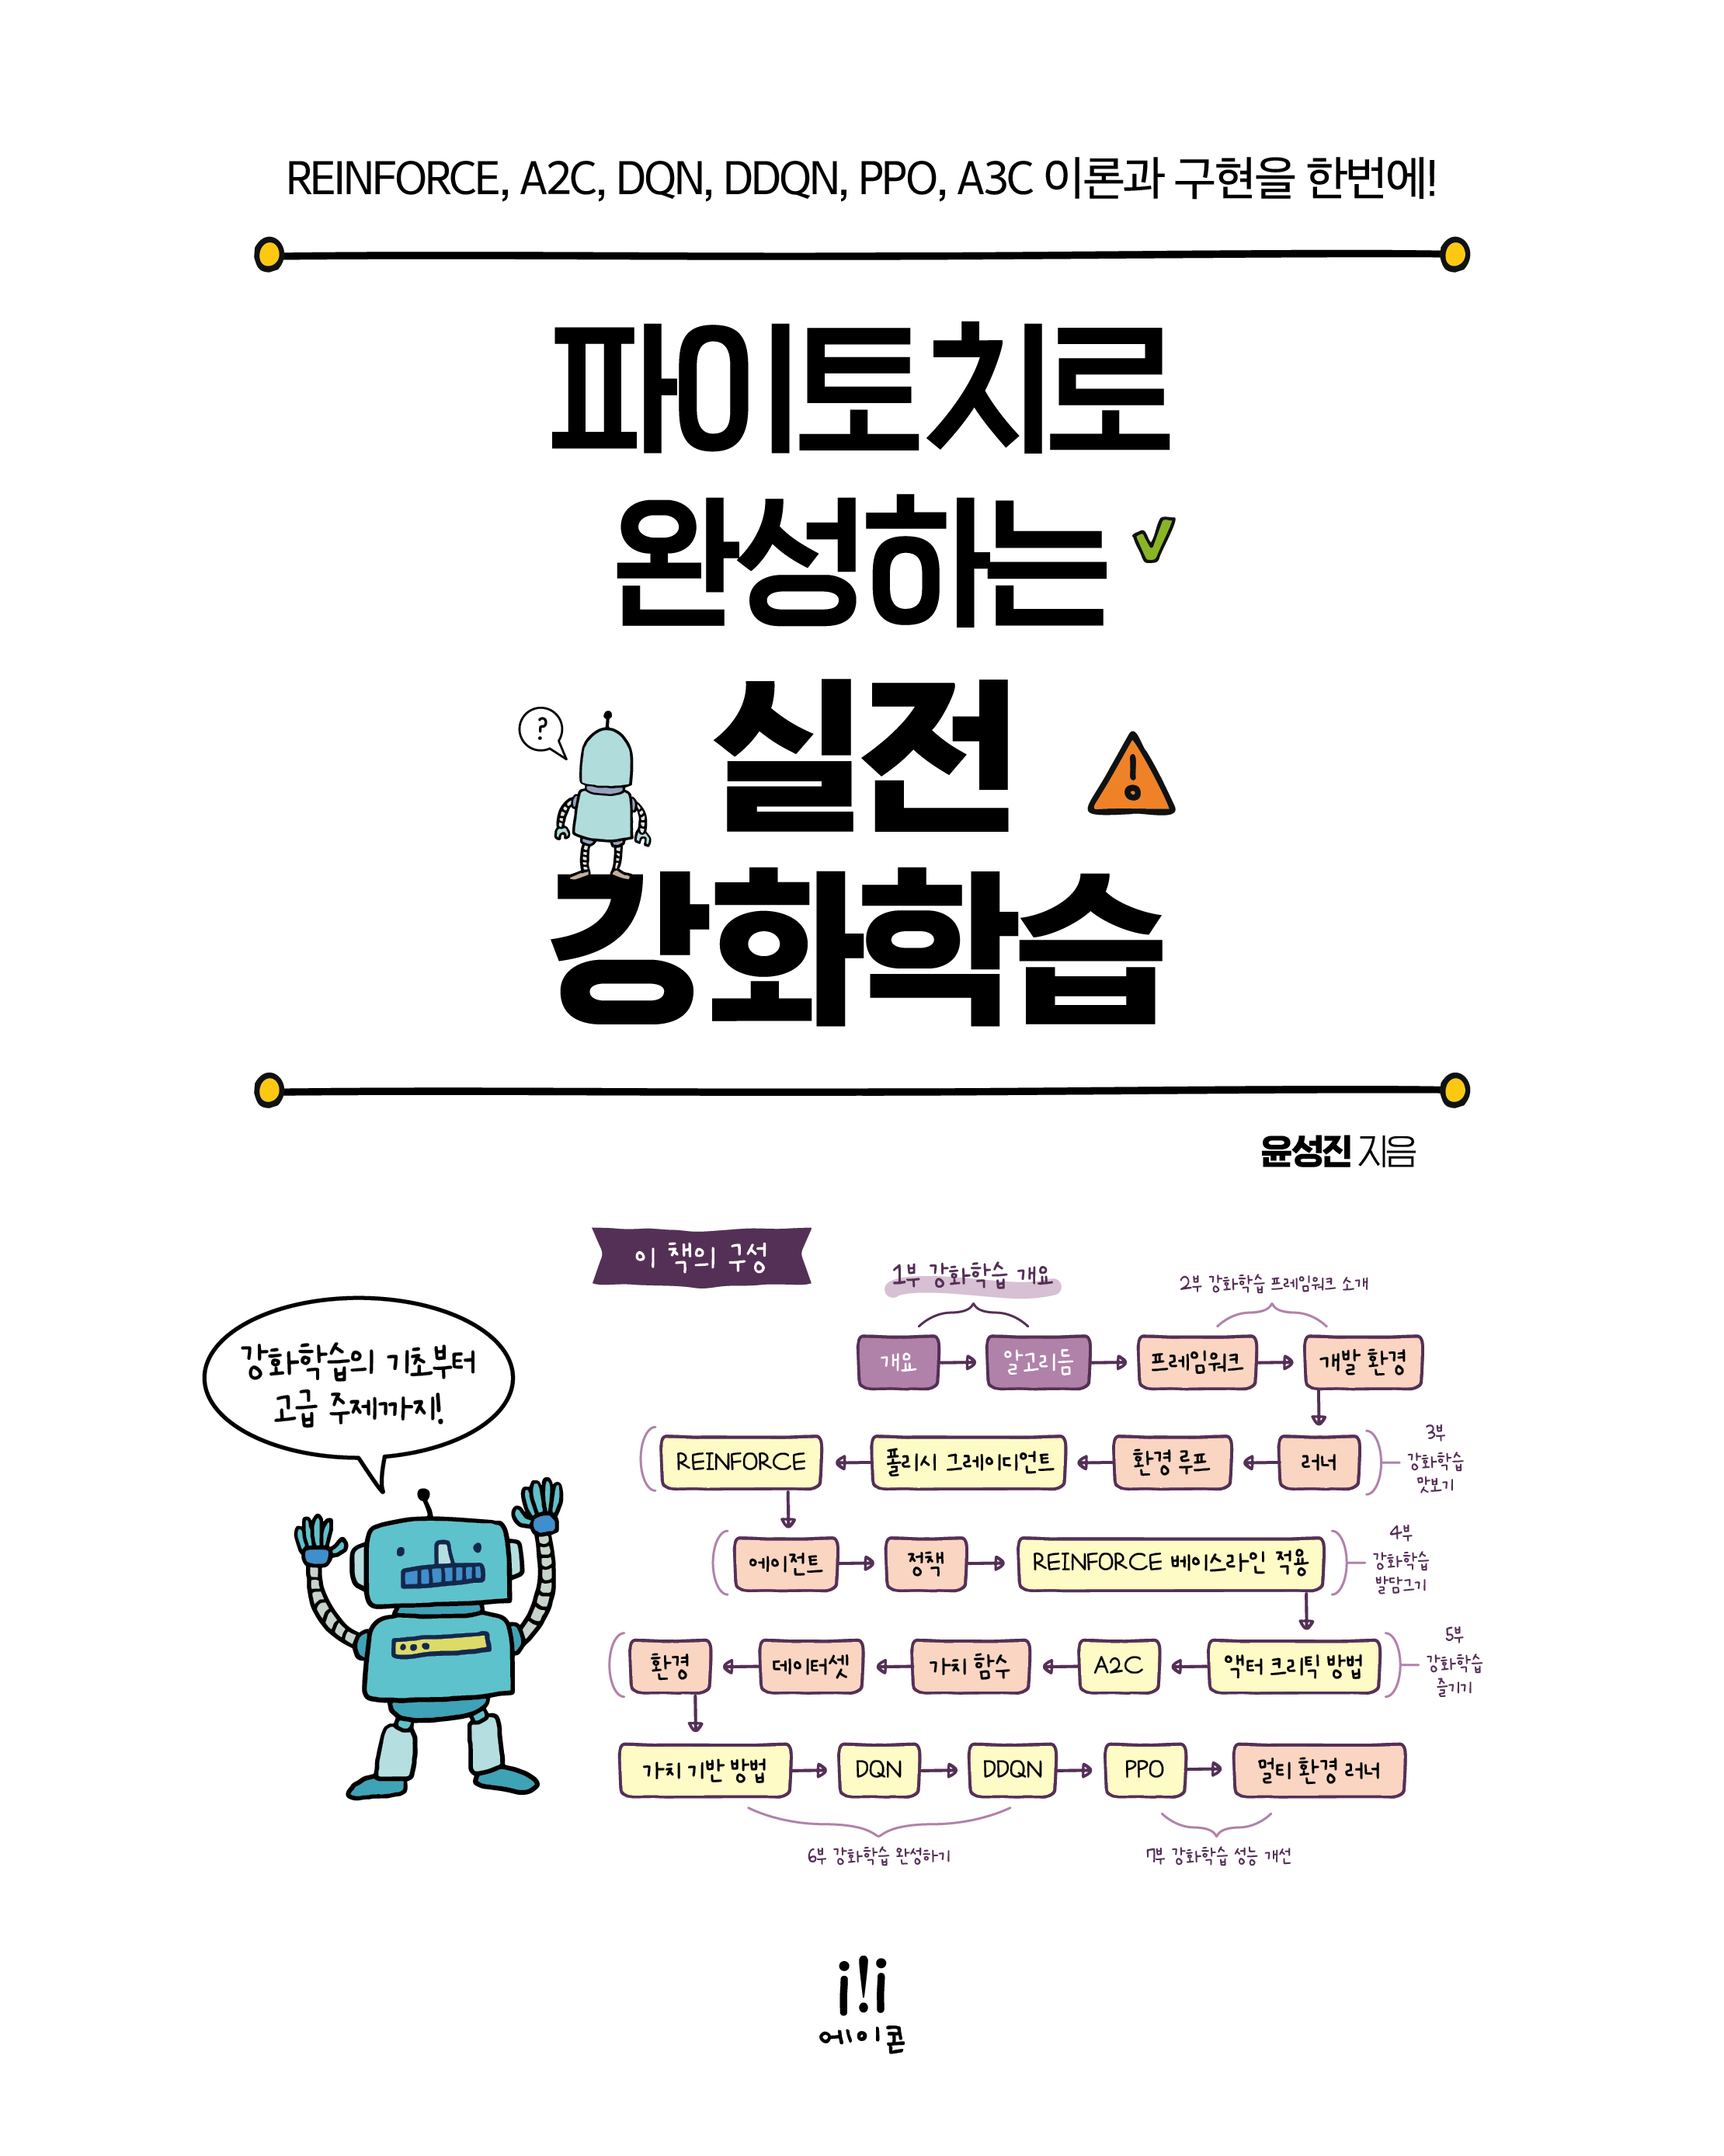 REINFORCE, A2C, DQN, DDQN, PPO, A3C 이론과 구현을 한번에!
파이토치로
완성하는
?
실전
강화학습
윤성진 지음
이 책의 구성
1부 강화학습 개요
2부 강화학습 프레임워크 소개
강화학습의 기초부터
고급 주제까지!
개요
알고리듬
프레임워크
개발 환경
REINFORCE
폴리시 그레이디언트
환경 루프
러너
3부
강화학습
맛보기
에이전트
정책
REINFORCE 베이스라인 적용
4부
강화학습
발담그기
환경
데이터셋
가치 함수
A2C
액터 크리틱 방법
5부
강화학습
즐기기
가치 기반 방법
DQN
DDQN
PPO
멀티 환경 러너
6부 강화학습 완성하기
7부 강화학습 성능 개선
에이콘